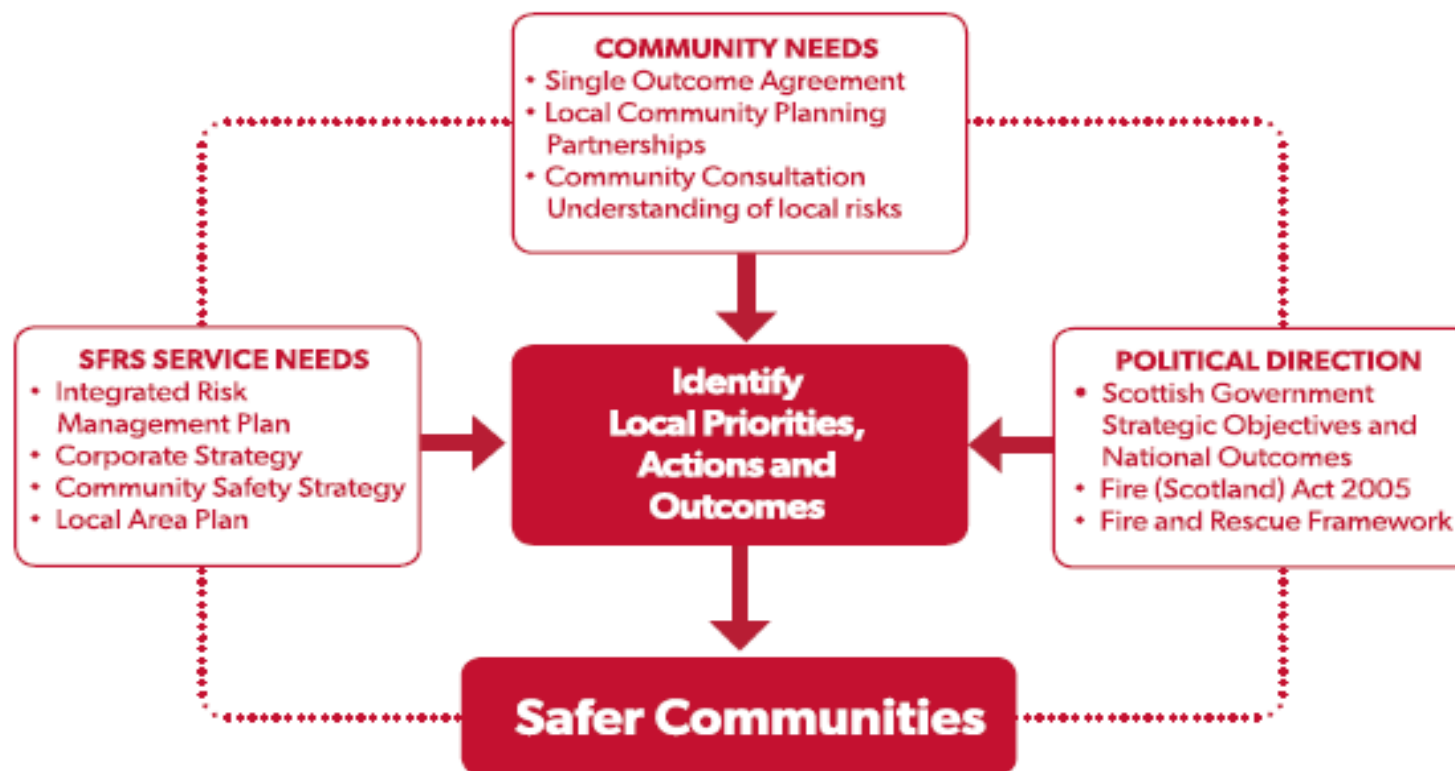 COMMUNITY NEEDS
• Single Outcome Agreement
• Local Community Planning
Partnerships
• Community Consultation
Understanding of local risks
SFRS SERVICE NEEDS
• Integrated Risk
Management Plan
• Corporate Strategy
• Community Safety Strategy
• Local Area Plan
Identify
Local Priorities,
Actions and
Outcomes
POLITICAL DIRECTION
• Scottish Government
Strategic Objectives and
National Outcomes
• Fire (Scotland) Act 2005
• Fire and Rescue Framework
Safer Communities